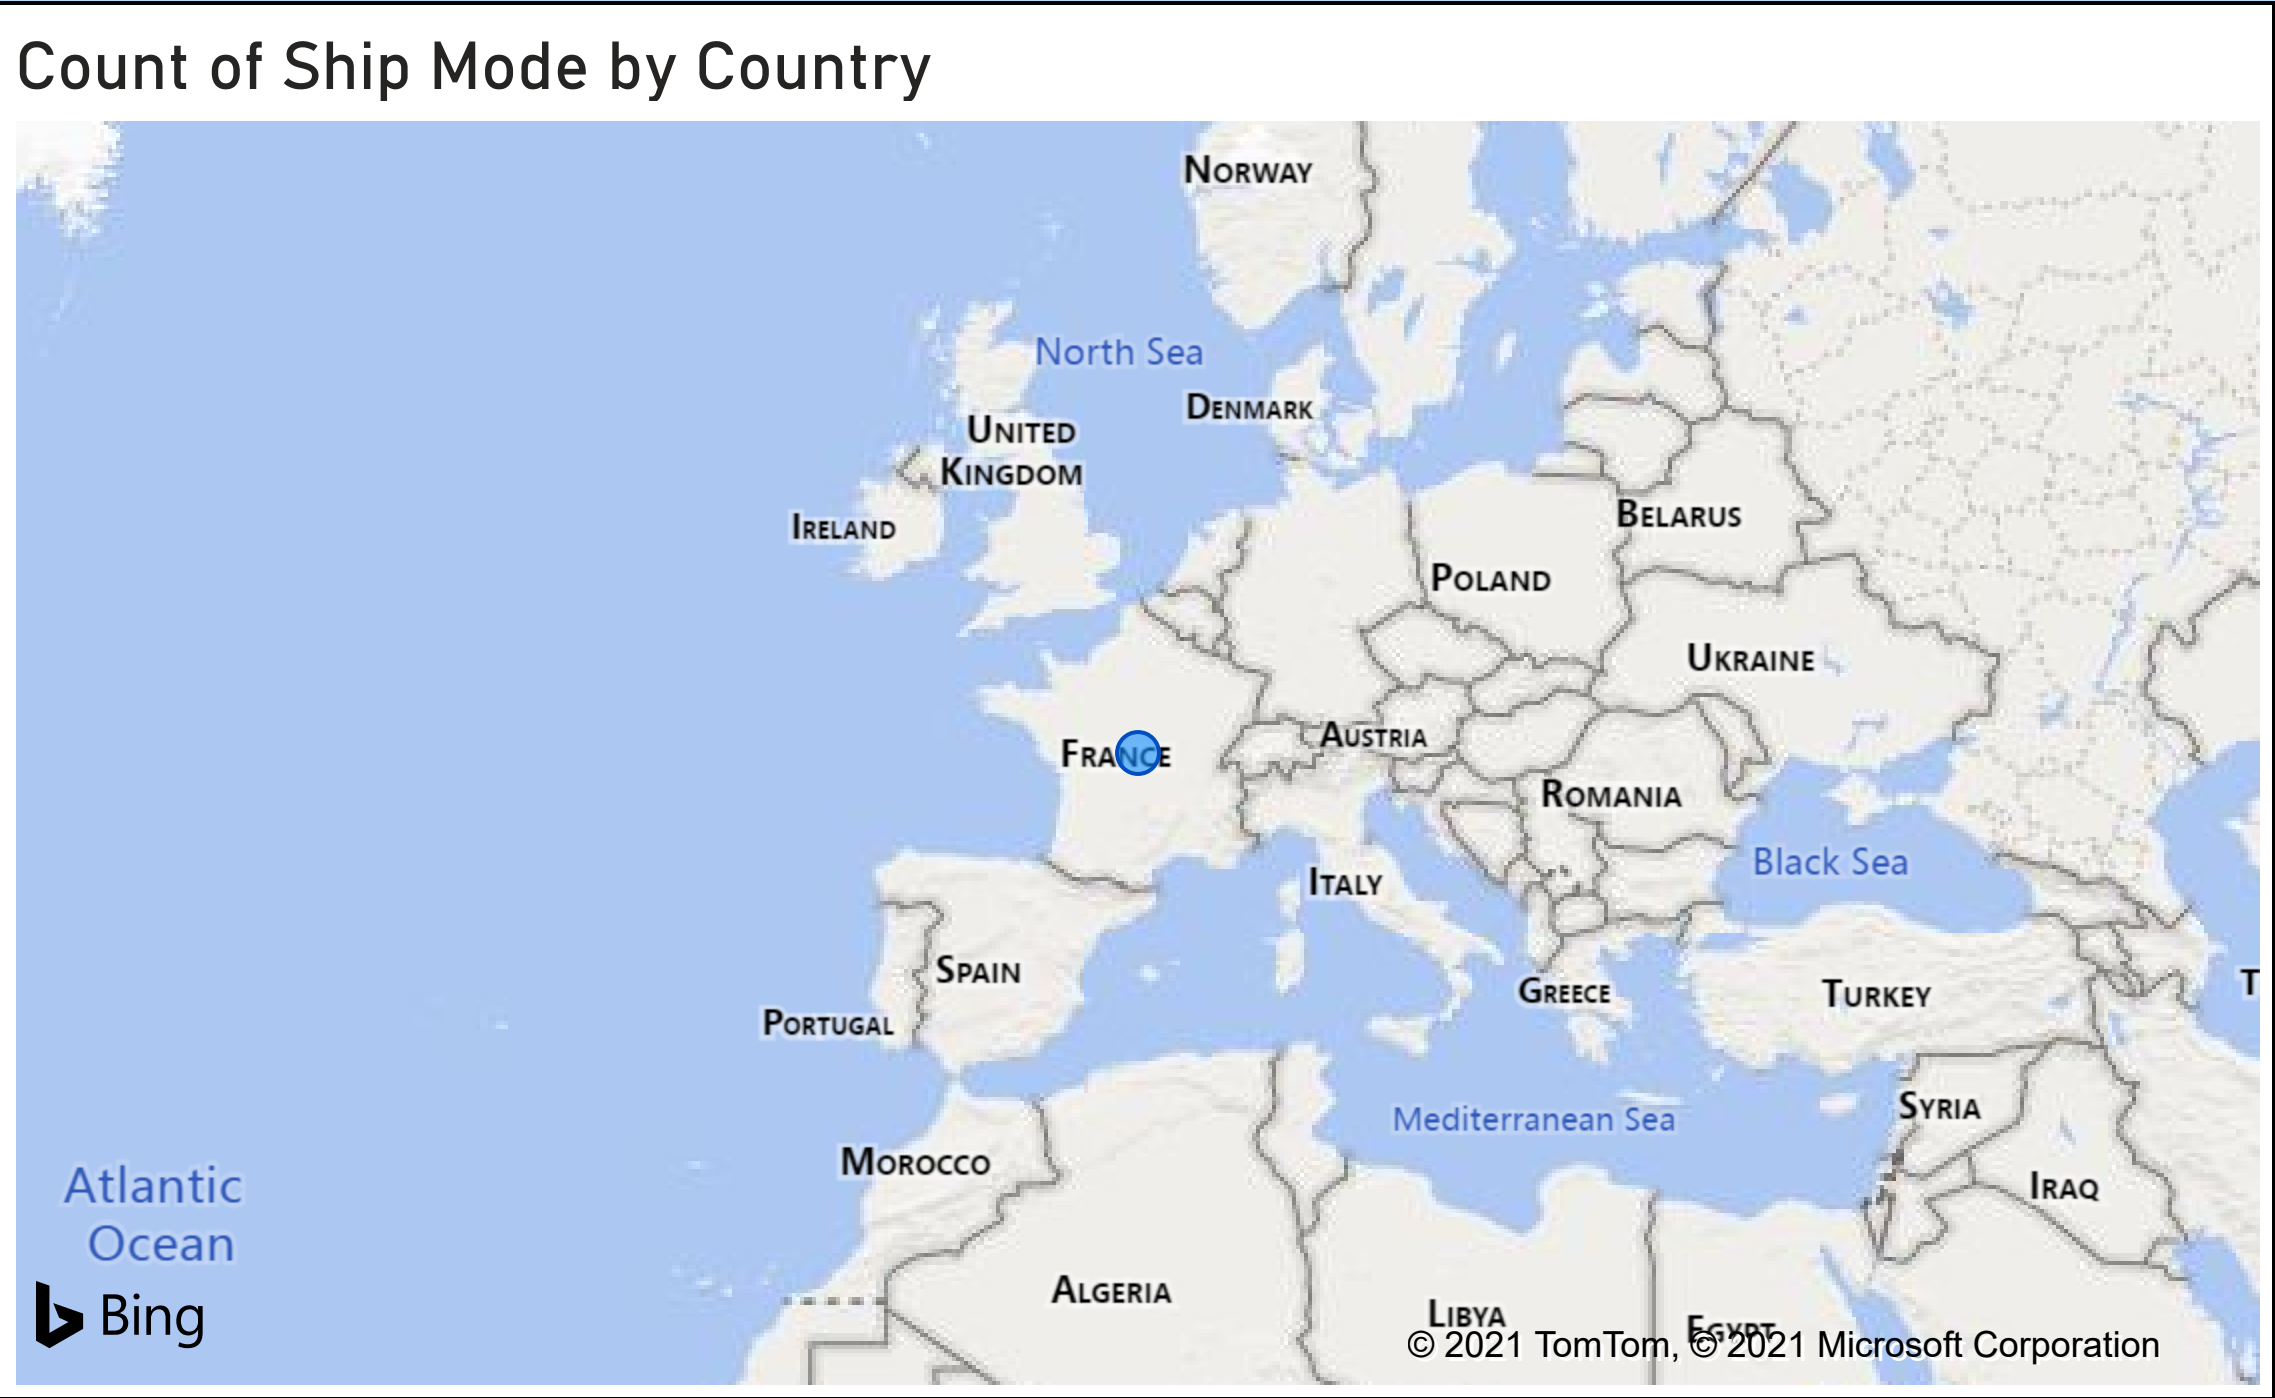 Count of Ship Mode by Country
NORWAY
North Sea
DENMARK
UNITED
KINGDOM
IRELAND
BELARUS
POLAND
UKRAINE
AUSTRIA
FRANCE
ROMANIA
Black Sea
ITALY
SPAIN
GREECE
TURKEY
T
PORTUGAL
SYRIA
Mediterranean Sea
MOROCCO
IRAQ
Atlantic
Ocean
ALGERIA
LIBYA
EGYPT
Bing
© 2021 TomTom, © 2021 Microsoft Corporation